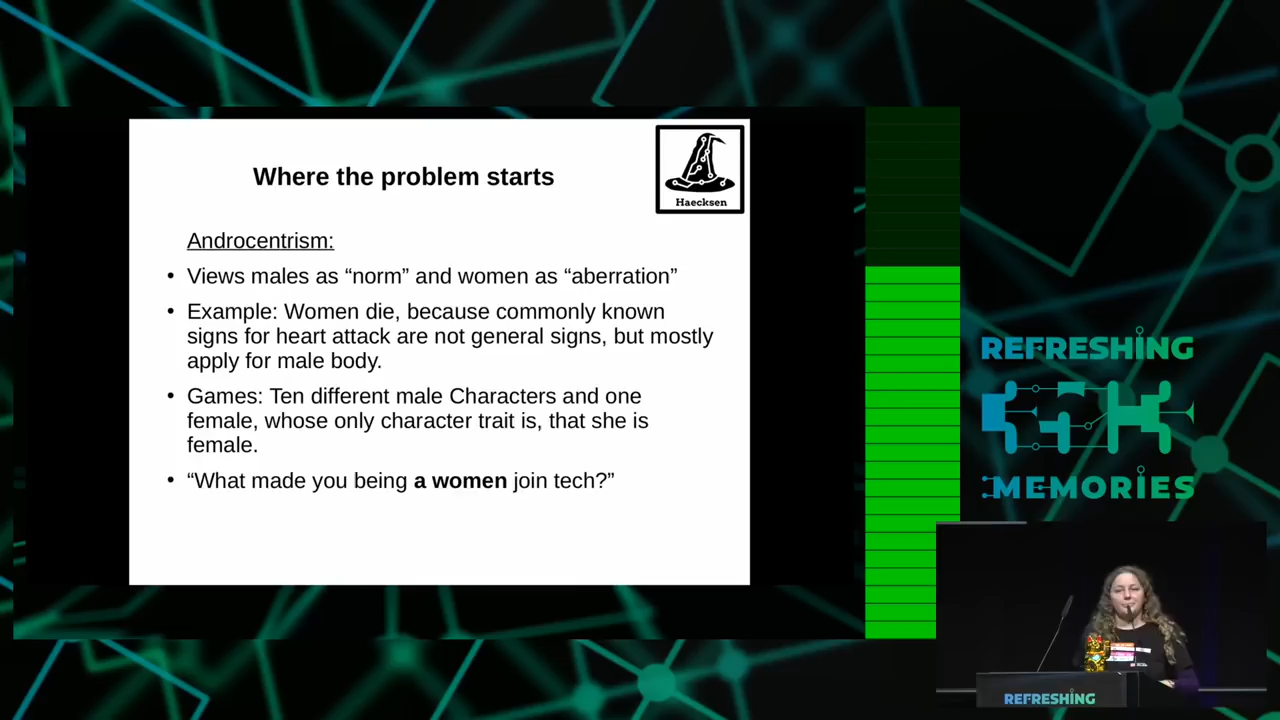 Where the problem starts
Haecksen
Androcentrism:
• Views males as “norm” and women as “aberration”
• Example: Women die, because commonly known
signs for heart attack are not general signs, but mostly
apply for male body.
• Games: Ten different male Characters and one
female, whose only character trait is, that she is
female.
• “What made you being a women join tech?”
REFRESHING
MEMORIES
REFRESHING